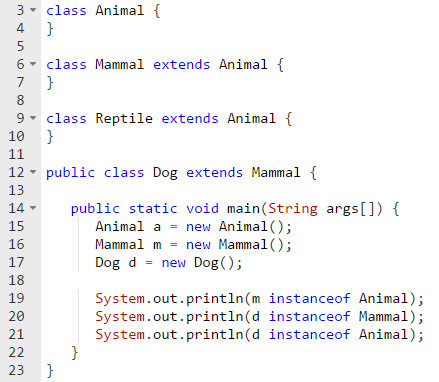 3 class Animal {
4 }
5
6 class Mammal extends Animal {
7 }
8
9 class Reptile extends Animal {
10 }
11
12 public class Dog extends Mammal {
13
14 public static void main(String args[]) {
15 Animal a = new Animal();
16 Mammal m = new Mammal();
17 Dog d = new Dog();
18
19 System.out.println(m instanceof Animal);
20 System.out.println(d instanceof Mammal);
21 System.out.println(d instanceof Animal);
22 }
23 }